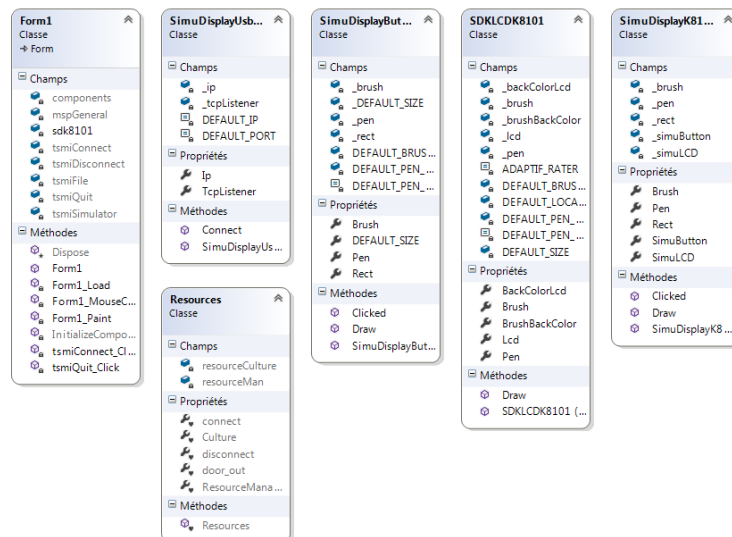 Form1
Classe
Form
Champs
components
mspGeneral
sdk8101
tsmiConnect
tsmiDisconnect
tsmiFile
tsmiQuit
tsmiSimulator
Méthodes
Dispose
Form1
Form1_Load
Form1_MouseC...
Form1_Paint
InitializeCompo...
tsmiConnect_Cl...
tsmiQuit_Click
SimuDisplayUsb...
Classe
Champs
_ip
_tcpListener
DEFAULT_IP
DEFAULT_PORT
Propriétés
Ip
TcpListener
Méthodes
Connect
SimuDisplayUs...
Resources
Classe
Champs
resourceCulture
resourceMan
Propriétés
connect
Culture
disconnect
door_out
ResourceMana...
Méthodes
Resources
SimuDisplayBut...
Classe
Champs
_brush
_DEFAULT_SIZE
_pen
_rect
DEFAULT_BRUS...
DEFAULT_PEN_...
DEFAULT_PEN_...
Propriétés
Brush
DEFAULT_SIZE
Pen
Rect
Méthodes
Clicked
Draw
SimuDisplayBut...
SDKLCDK8101
Classe
Champs
_backColorLcd
_brush
_brushBackColor
_lcd
_pen
ADAPTIF_RATER
DEFAULT_BRUS...
DEFAULT_LOCA...
DEFAULT_PEN_...
DEFAULT_PEN_...
DEFAULT_SIZE
Propriétés
BackColorLcd
Brush
BrushBackColor
Lcd
Pen
Méthodes
Draw
SDKLCDK8101 (...
SimuDisplayK81...
Classe
Champs
_brush
_pen
_rect
_simuButton
_simuLCD
Propriétés
Brush
Pen
Rect
SimuButton
SimuLCD
Méthodes
Clicked
Draw
SimuDisplayK8...